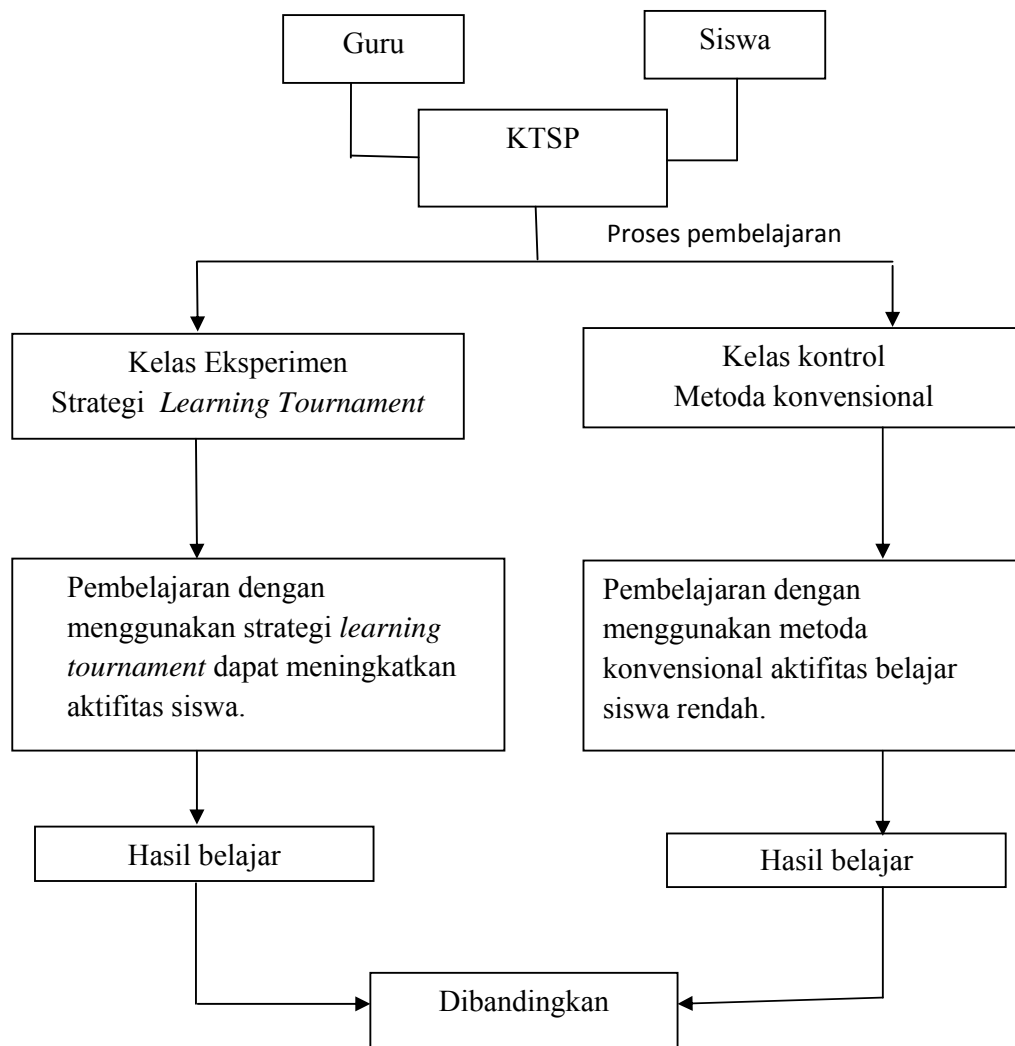 Guru
Siswa
KTSP
Proses pembelajaran
Kelas Eksperimen
Strategi Learning Tournament
Kelas kontrol
Metoda konvensional
Pembelajaran dengan
menggunakan strategi learning
tournament dapat meningkatkan
aktifitas siswa.
Pembelajaran dengan
menggunakan metoda
konvensional aktifitas belajar
siswa rendah.
Hasil belajar
Hasil belajar
Dibandingkan